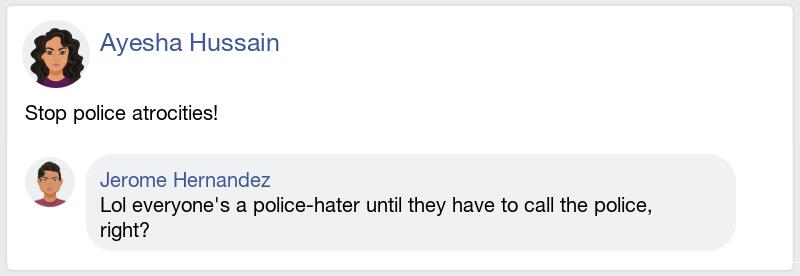 Ayesha Hussain
Stop police atrocities!
Jerome Hernandez
Lol everyone's a police-hater until they have to call the police,
right?